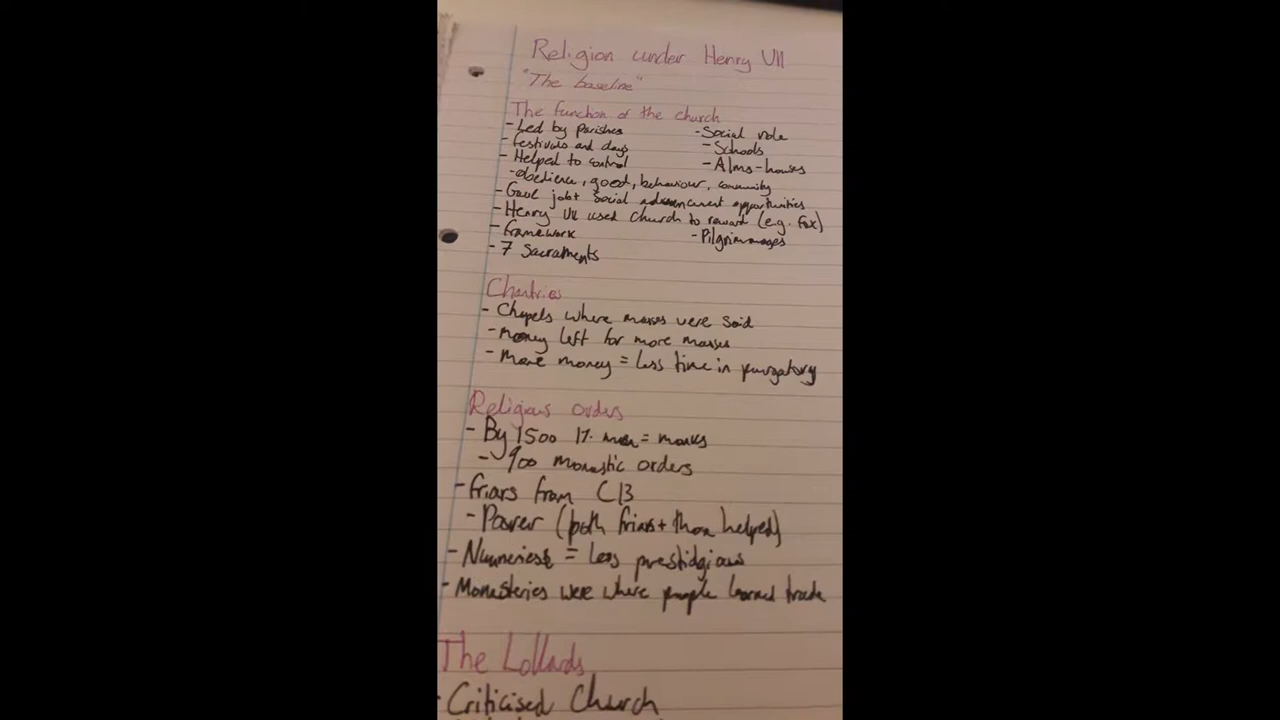 Religion under Henry VII
"The baseline"
The function of the church
- Led by parishes
- Festivals and days
- Helped to control
- obedience, good, behaviour, community
- Social role
- Schools
- Alms-houses
- Gave jobs+ social advancement opportunities
- Henry VII used church to reward (e.g. Fox)
- framework
- Pilgrimmages
- 7 Sacraments
Chantries
- Chapels where masses were said
- money left for more masses
- More money = less time in purgatory
Religious orders
- By 1500 1% men = monks
- 900 monastic orders
- Friars from C13
- Poorer (both friars + those helped)
- Nunneries = less prestidgious
- Monasteries were where people learned trade
The Lollards
- Criticised Church